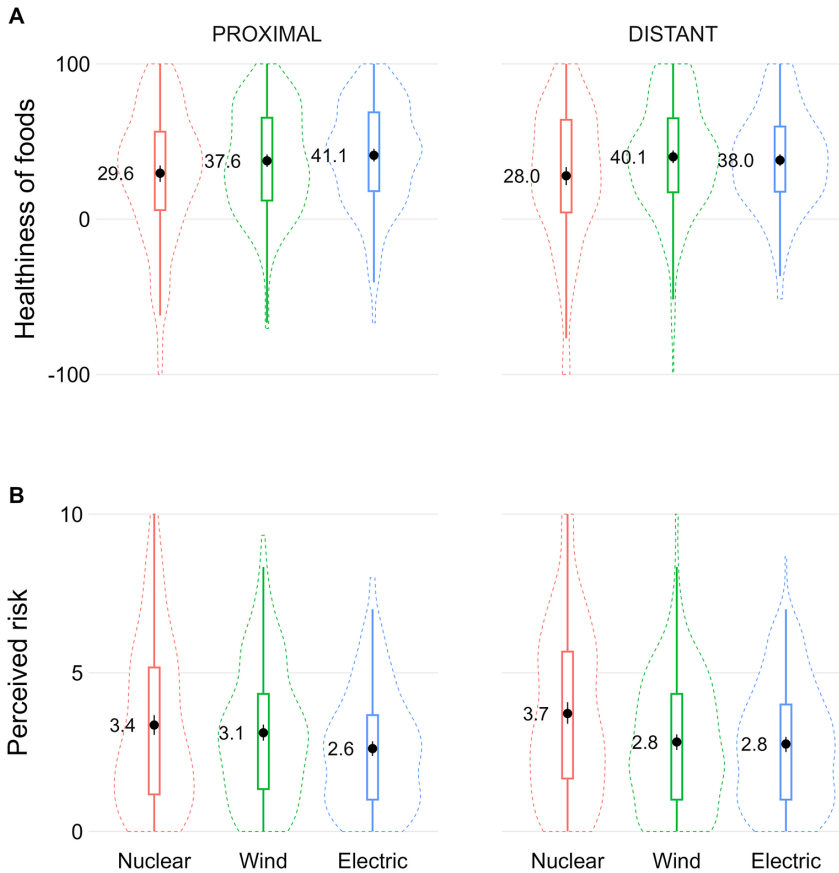 A
PROXIMAL DISTANT
Healthiness of foods
100
0
-100
29.6 37.6 41.1 28.0 40.1 38.0
B
Perceived risk
10
5
0
3.4 3.1 2.6 3.7 2.8 2.8
Nuclear Wind Electric Nuclear Wind Electric